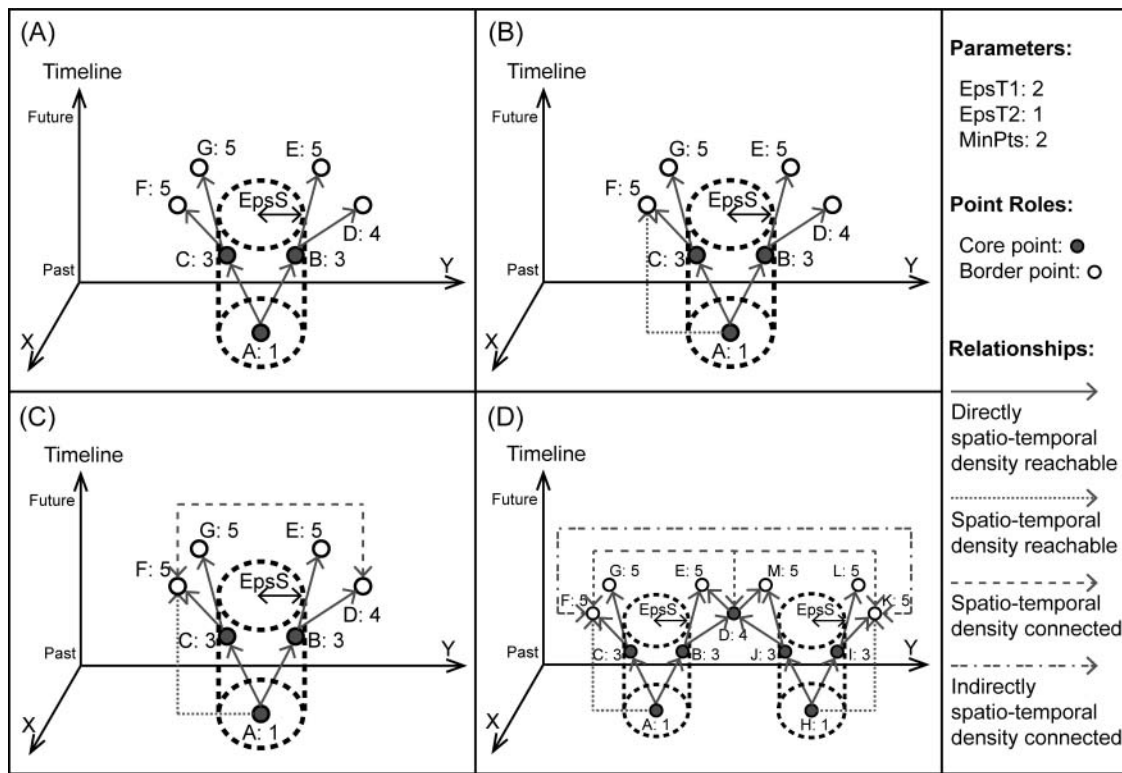 (A)
Timeline
Future
G: 5
E: 5
F: 5
EpsS
D: 4
C: 3
B: 3
Past
Y
X
A: 1
(B)
Timeline
Future
G: 5
E: 5
F: 5
EpsS
D: 4
C: 3
B: 3
Past
Y
X
A: 1
(C)
Timeline
Future
G: 5
E: 5
F: 5
EpsS
D: 4
C: 3
B: 3
Past
Y
X
A: 1
(D)
Timeline
Future
G: 5
E: 5
M: 5
L: 5
F: 5
EpsS
EpsS
K: 5
D: 4
C: 3
B: 3
J: 3
I: 3
Past
Y
X
A: 1
H: 1
Parameters:
EpsT1: 2
EpsT2: 1
MinPts: 2
Point Roles:
Core point:
Border point:
Relationships:
Directly
spatio-temporal
density reachable
Spatio-temporal
density reachable
Spatio-temporal
density connected
Indirectly
spatio-temporal
density connected